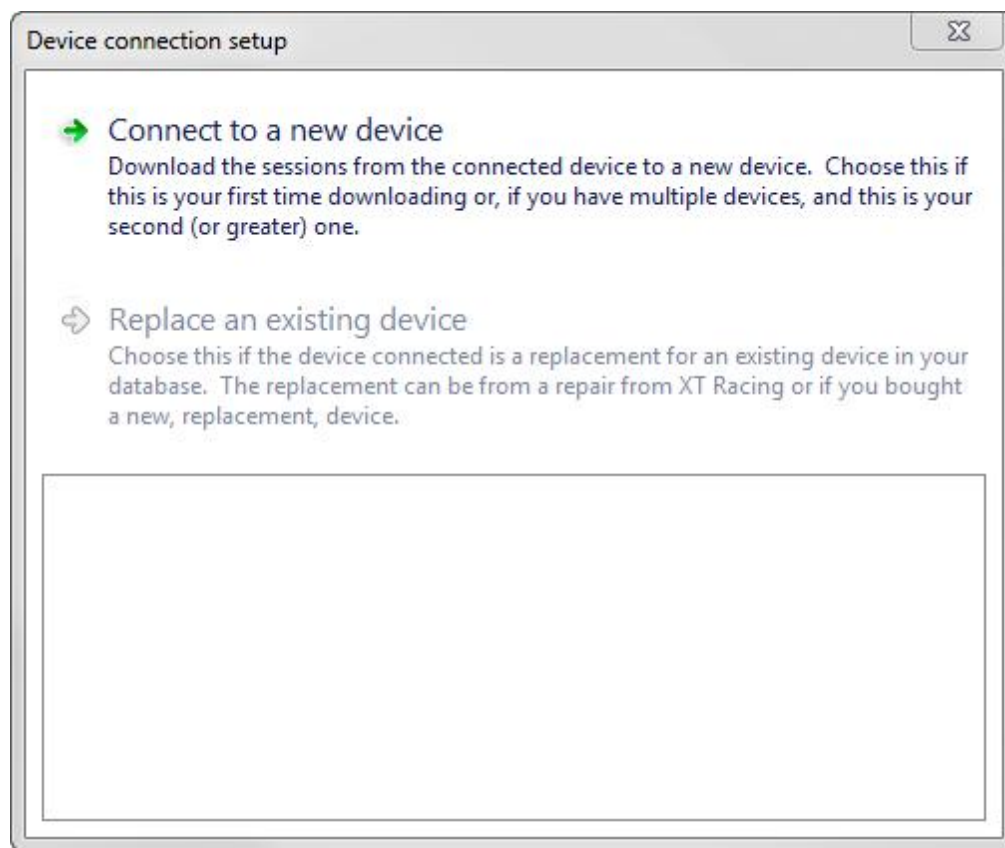 Device connection setup
Connect to a new device
Download the sessions from the connected device to a new device.  Choose this if
this is your first time downloading or, if you have multiple devices, and this is your
second (or greater) one.
Replace an existing device
Choose this if the device connected is a replacement for an existing device in your
database.  The replacement can be from a repair from XT Racing or if you bought
a new, replacement, device.